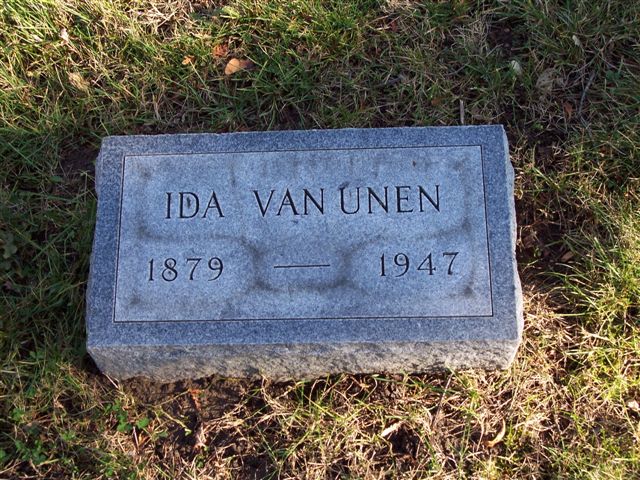 IDA VAN UNEN
1879 — 1947